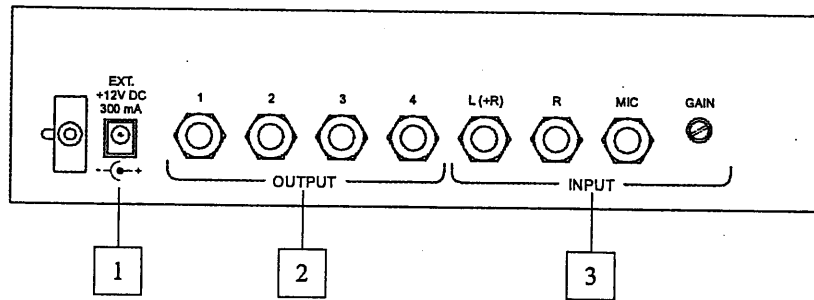 EXT.
+12V DC
300 mA
1 2 3 4 L (+R) R MIC GAIN
- +
OUTPUT INPUT
1 2 3